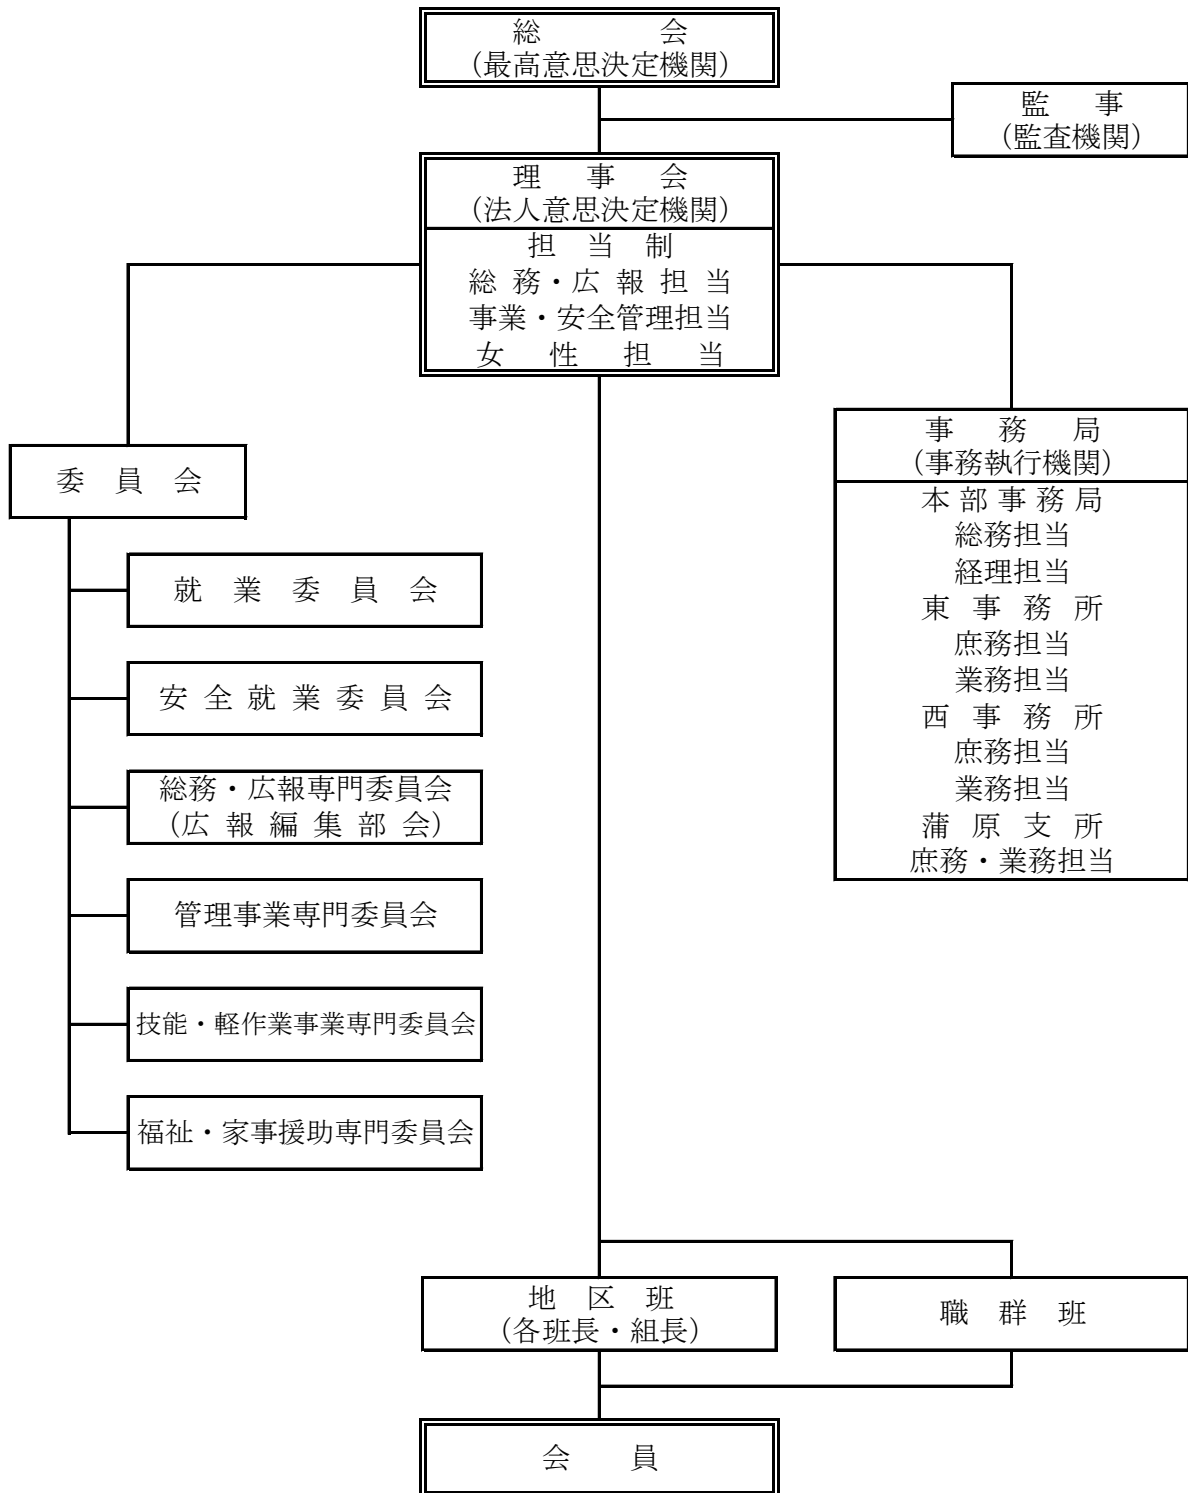 総会
(最高意思決定機関)
監事
(監査機関)
理事会
(法人意思決定機関)
担当制
総務・広報担当
事業・安全管理担当
女性担当
事務局
(事務執行機関)
本部事務局
総務担当
経理担当
東事務所
庶務担当
業務担当
西事務所
庶務担当
業務担当
蒲原支所
庶務・業務担当
委員会
就業委員会
安全就業委員会
総務・広報専門委員会
(広報編集部会)
管理事業専門委員会
技能・軽作業事業専門委員会
福祉・家事援助専門委員会
地区班
(各班長・組長)
職群班
会員